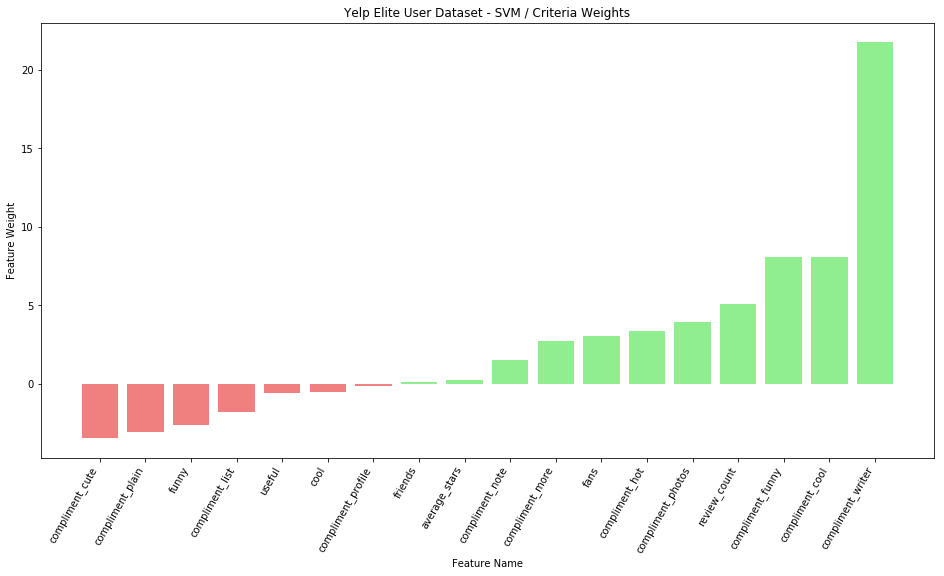 Yelp Elite User Dataset - SVM / Criteria Weights
Feature Weight
20
15
10
5
0
compliment_cute
compliment_plain
funny
compliment_list
useful
cool
compliment_profile
friends
average_stars
compliment_note
compliment_more
fans
compliment_hot
compliment_photos
review_count
compliment_funny
compliment_cool
compliment_writer
Feature Name